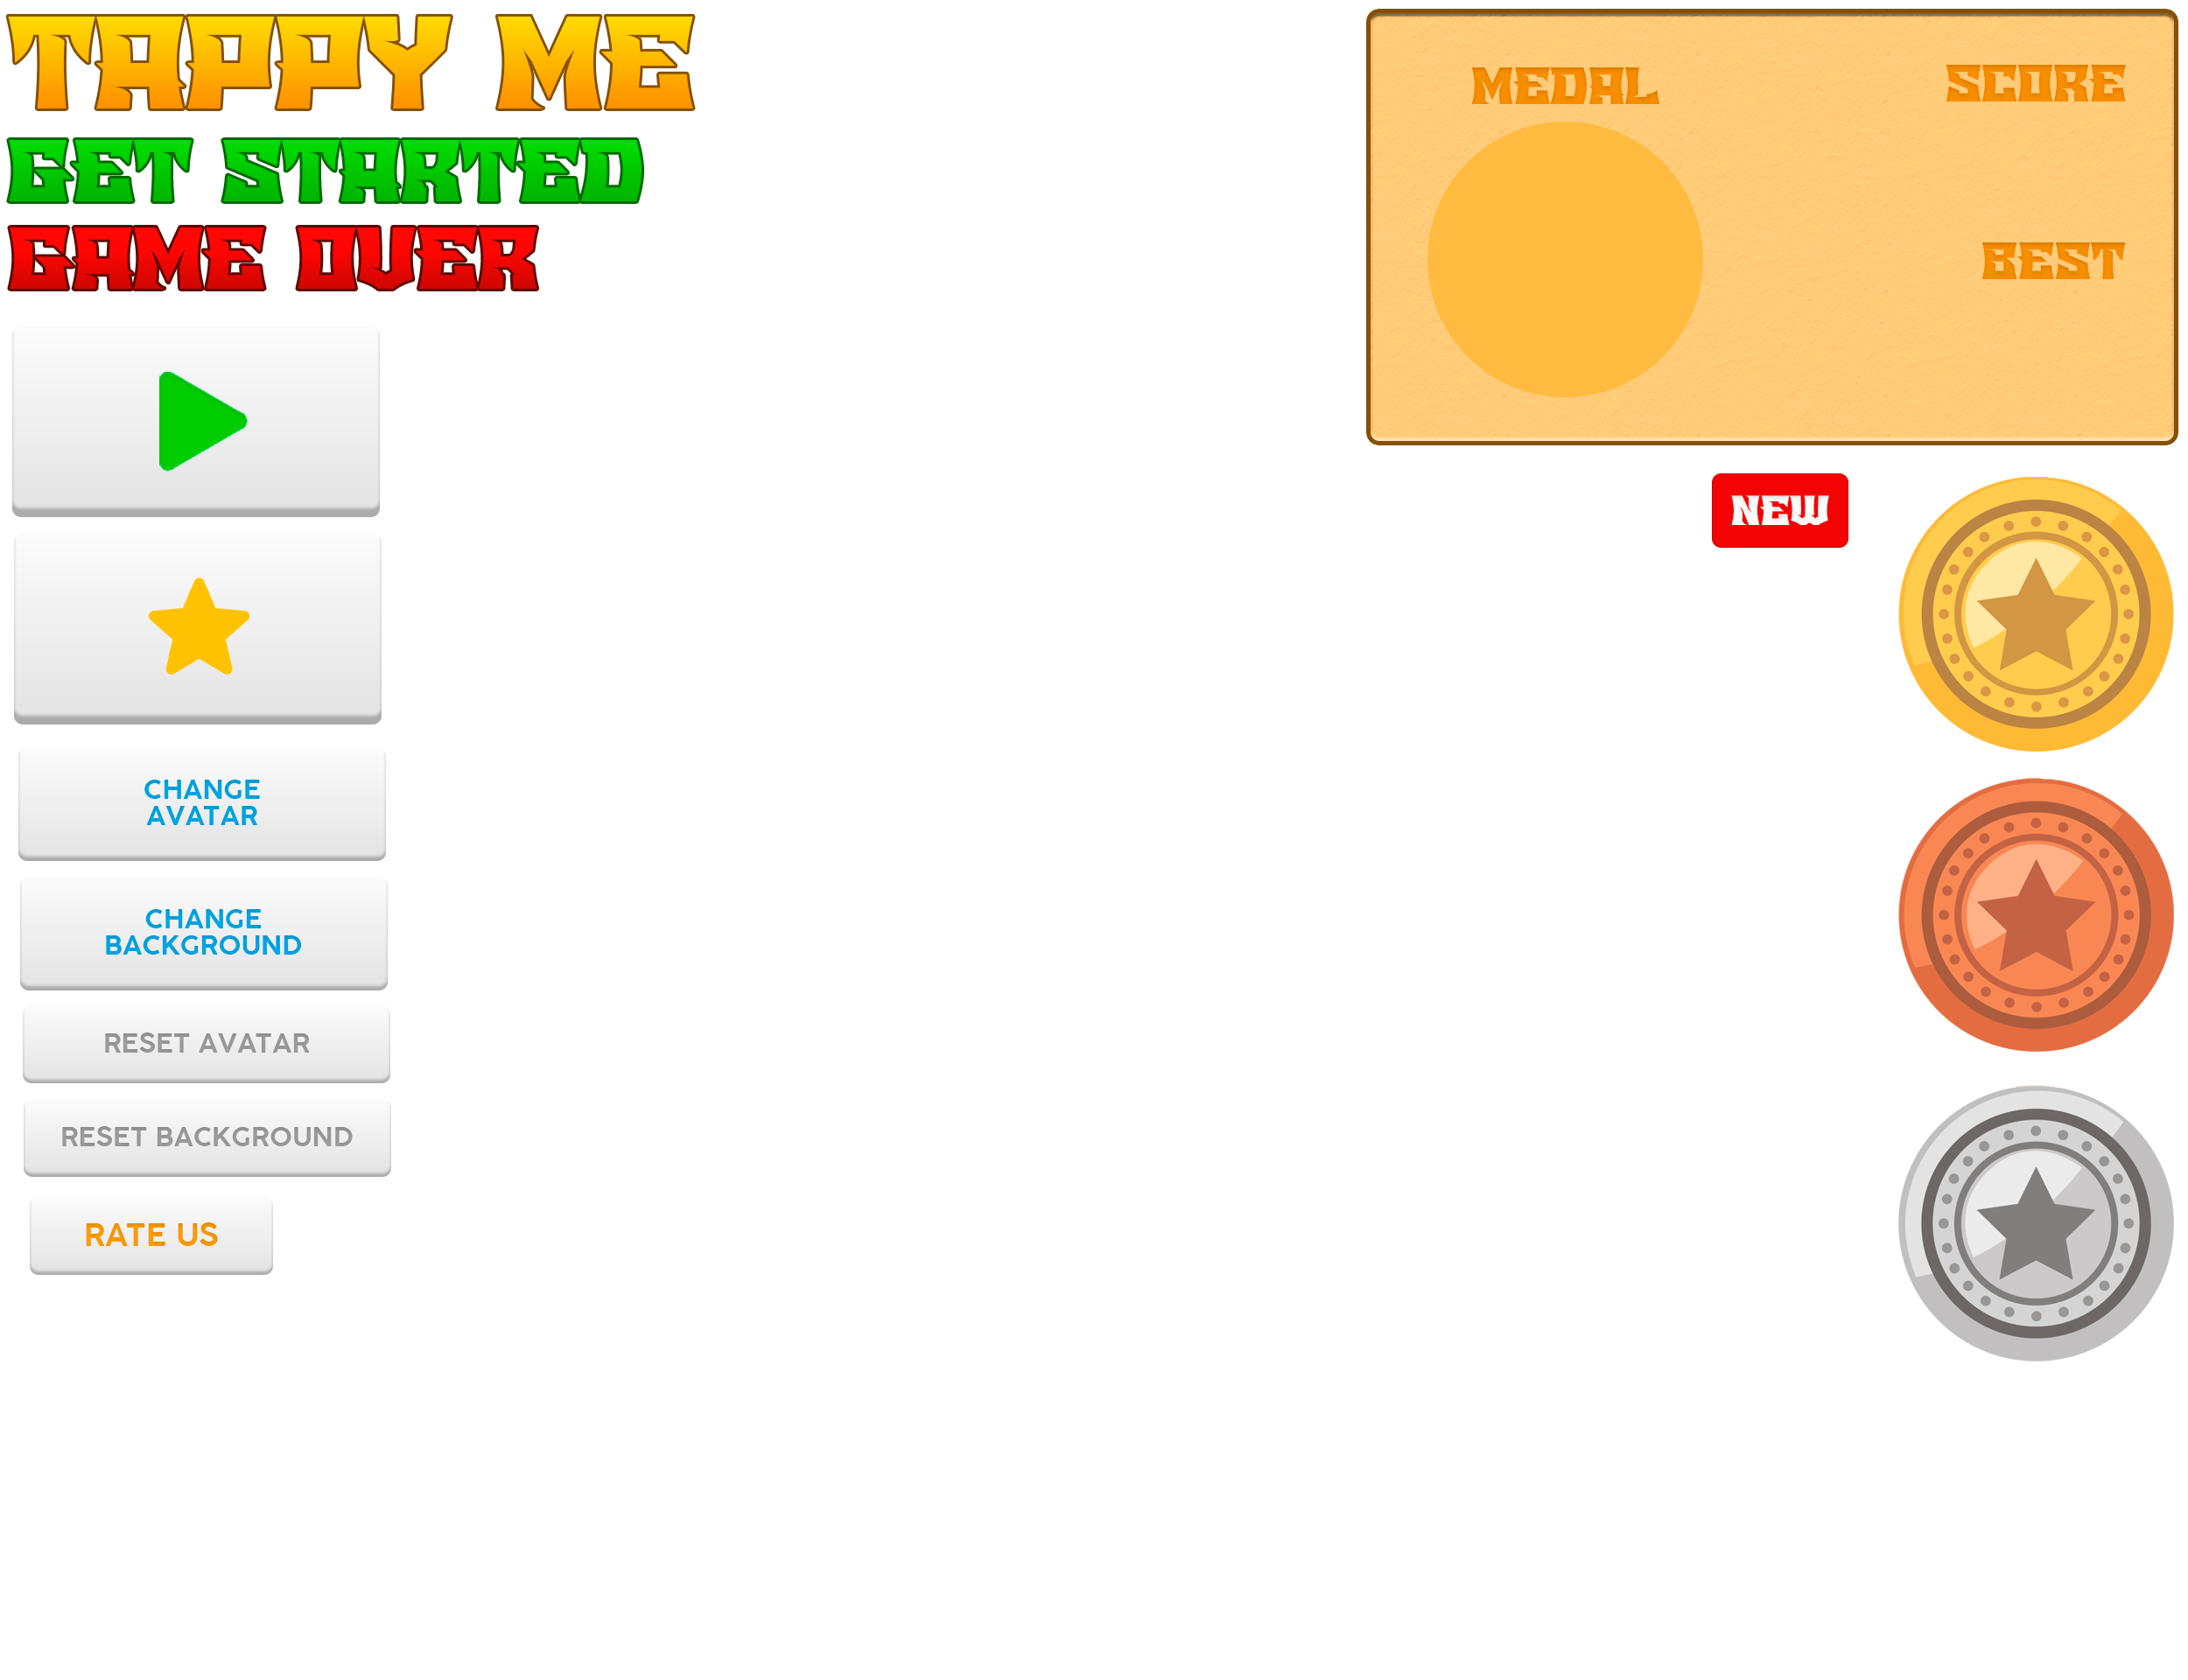 TAPPY ME
GET STARTED
GAME OVER
CHANGE
AVATAR
CHANGE
BACKGROUND
RESET AVATAR
RESET BACKGROUND
RATE US
MEDAL
SCORE
BEST
NEW